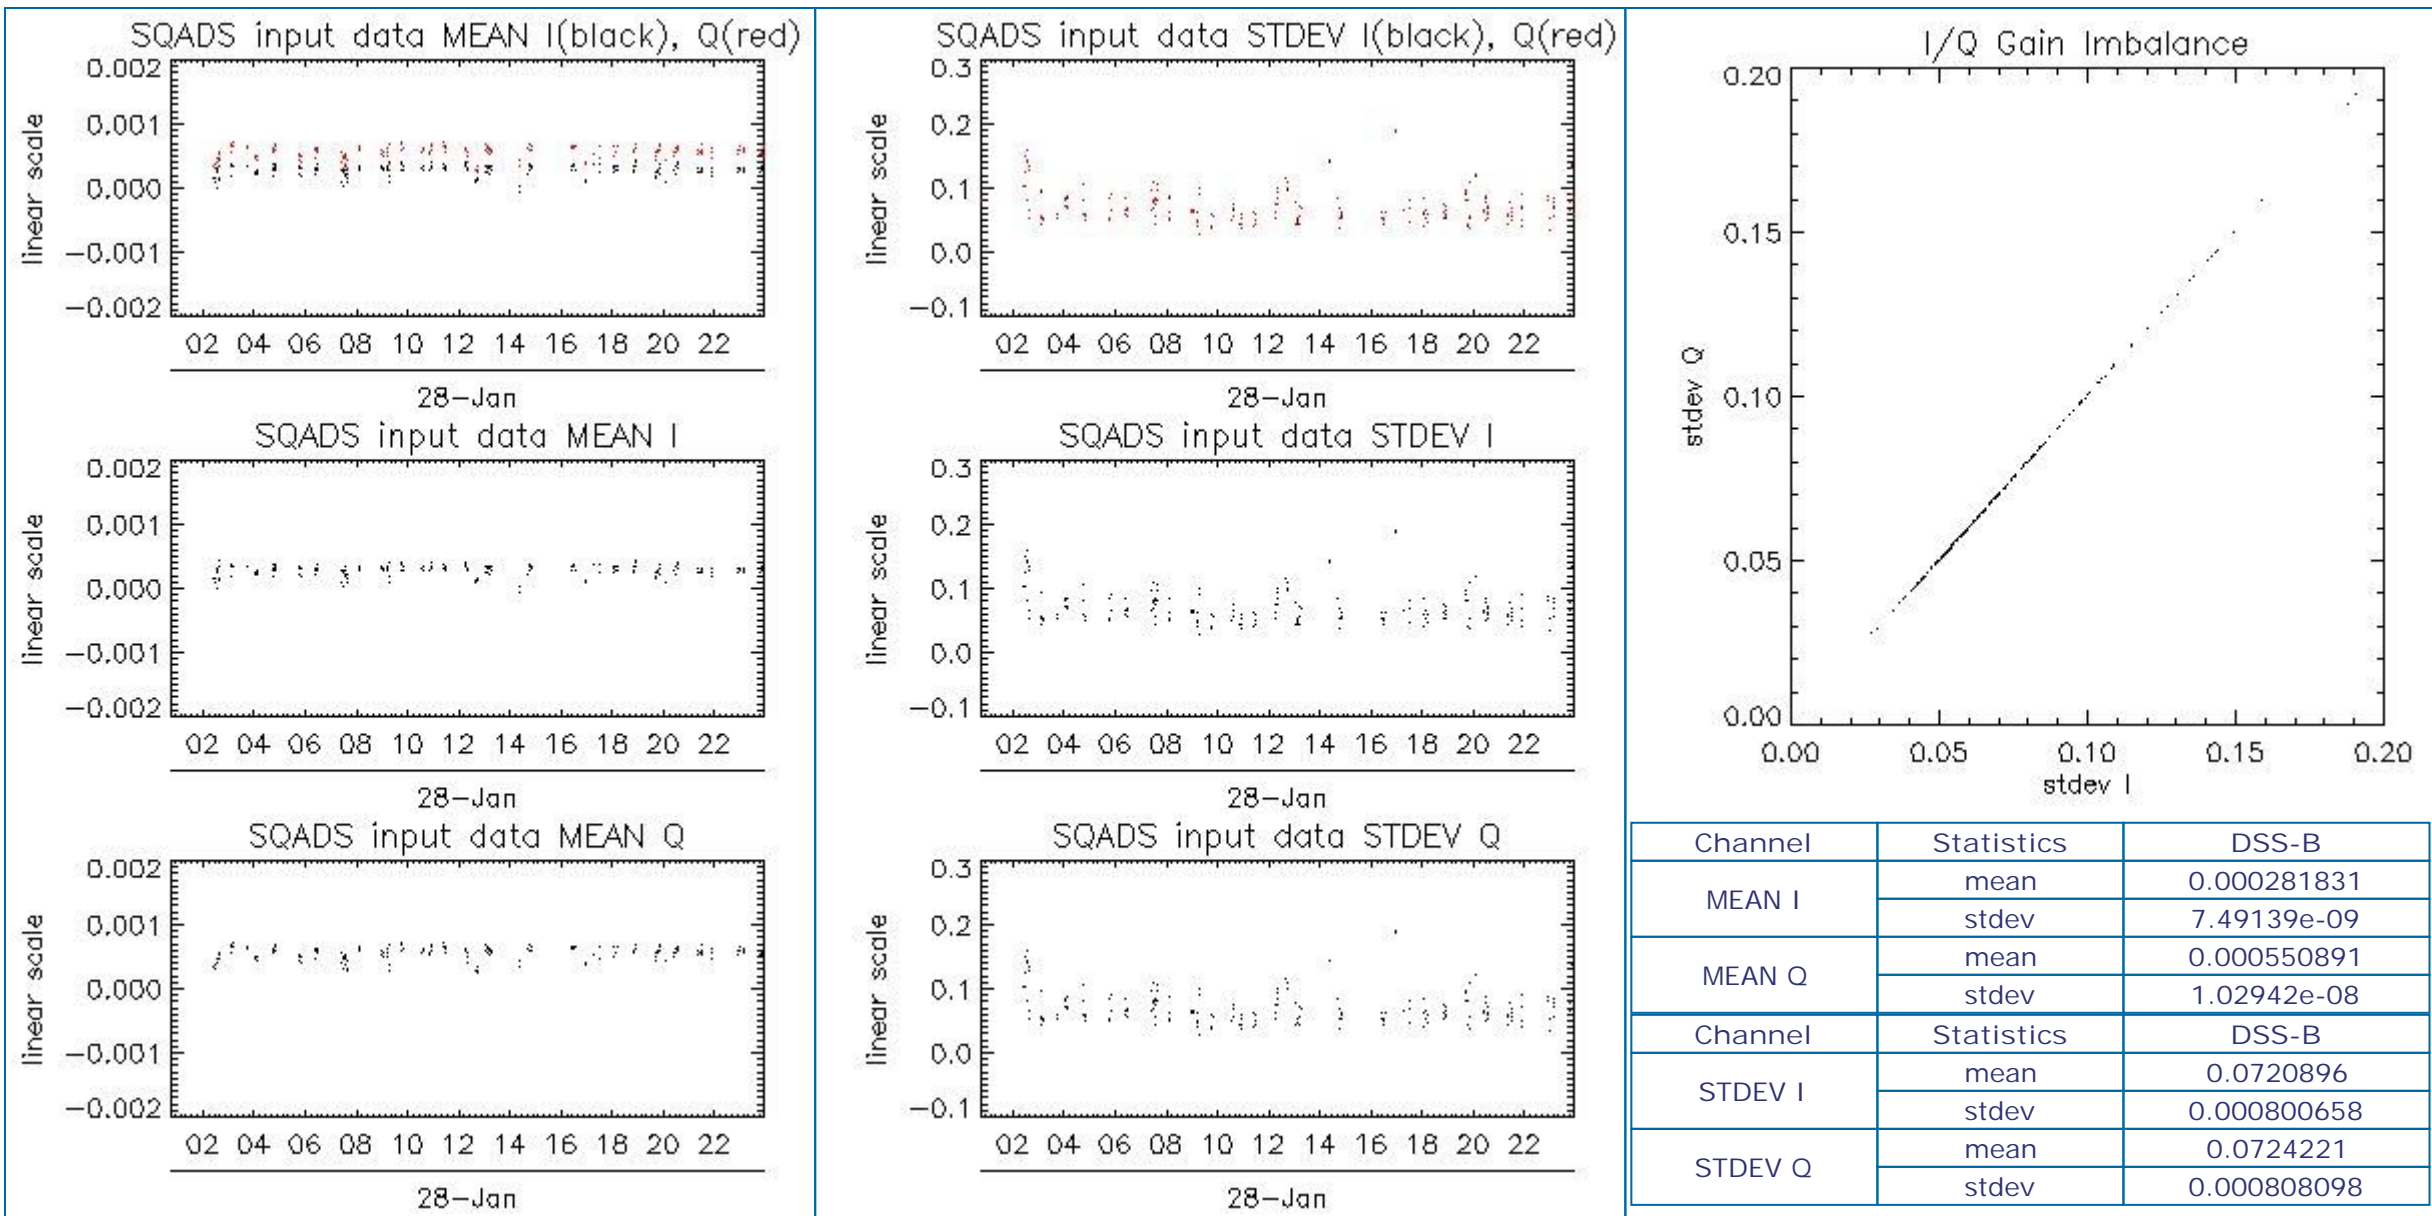 SQADS input data MEAN I(black), Q(red)
0.002
0.001
0.000
−0.001
−0.002
linear scale
02 04 06 08 10 12 14 16 18 20 22
28−Jan
SQADS input data MEAN I
0.002
0.001
0.000
−0.001
−0.002
linear scale
02 04 06 08 10 12 14 16 18 20 22
28−Jan
SQADS input data MEAN Q
0.002
0.001
0.000
−0.001
−0.002
linear scale
02 04 06 08 10 12 14 16 18 20 22
28−Jan
SQADS input data STDEV I(black), Q(red)
0.3
0.2
0.1
0.0
−0.1
linear scale
02 04 06 08 10 12 14 16 18 20 22
28−Jan
SQADS input data STDEV I
0.3
0.2
0.1
0.0
−0.1
linear scale
02 04 06 08 10 12 14 16 18 20 22
28−Jan
SQADS input data STDEV Q
0.3
0.2
0.1
0.0
−0.1
linear scale
02 04 06 08 10 12 14 16 18 20 22
28−Jan
I/Q Gain Imbalance
0.20
0.15
0.10
0.05
0.00
stdev Q
0.00 0.05 0.10 0.15 0.20
stdev I
Channel Statistics DSS-B
MEAN I mean 0.000281831
stdev 7.49139e-09
MEAN Q mean 0.000550891
stdev 1.02942e-08
Channel Statistics DSS-B
STDEV I mean 0.0720896
stdev 0.000800658
STDEV Q mean 0.0724221
stdev 0.000808098